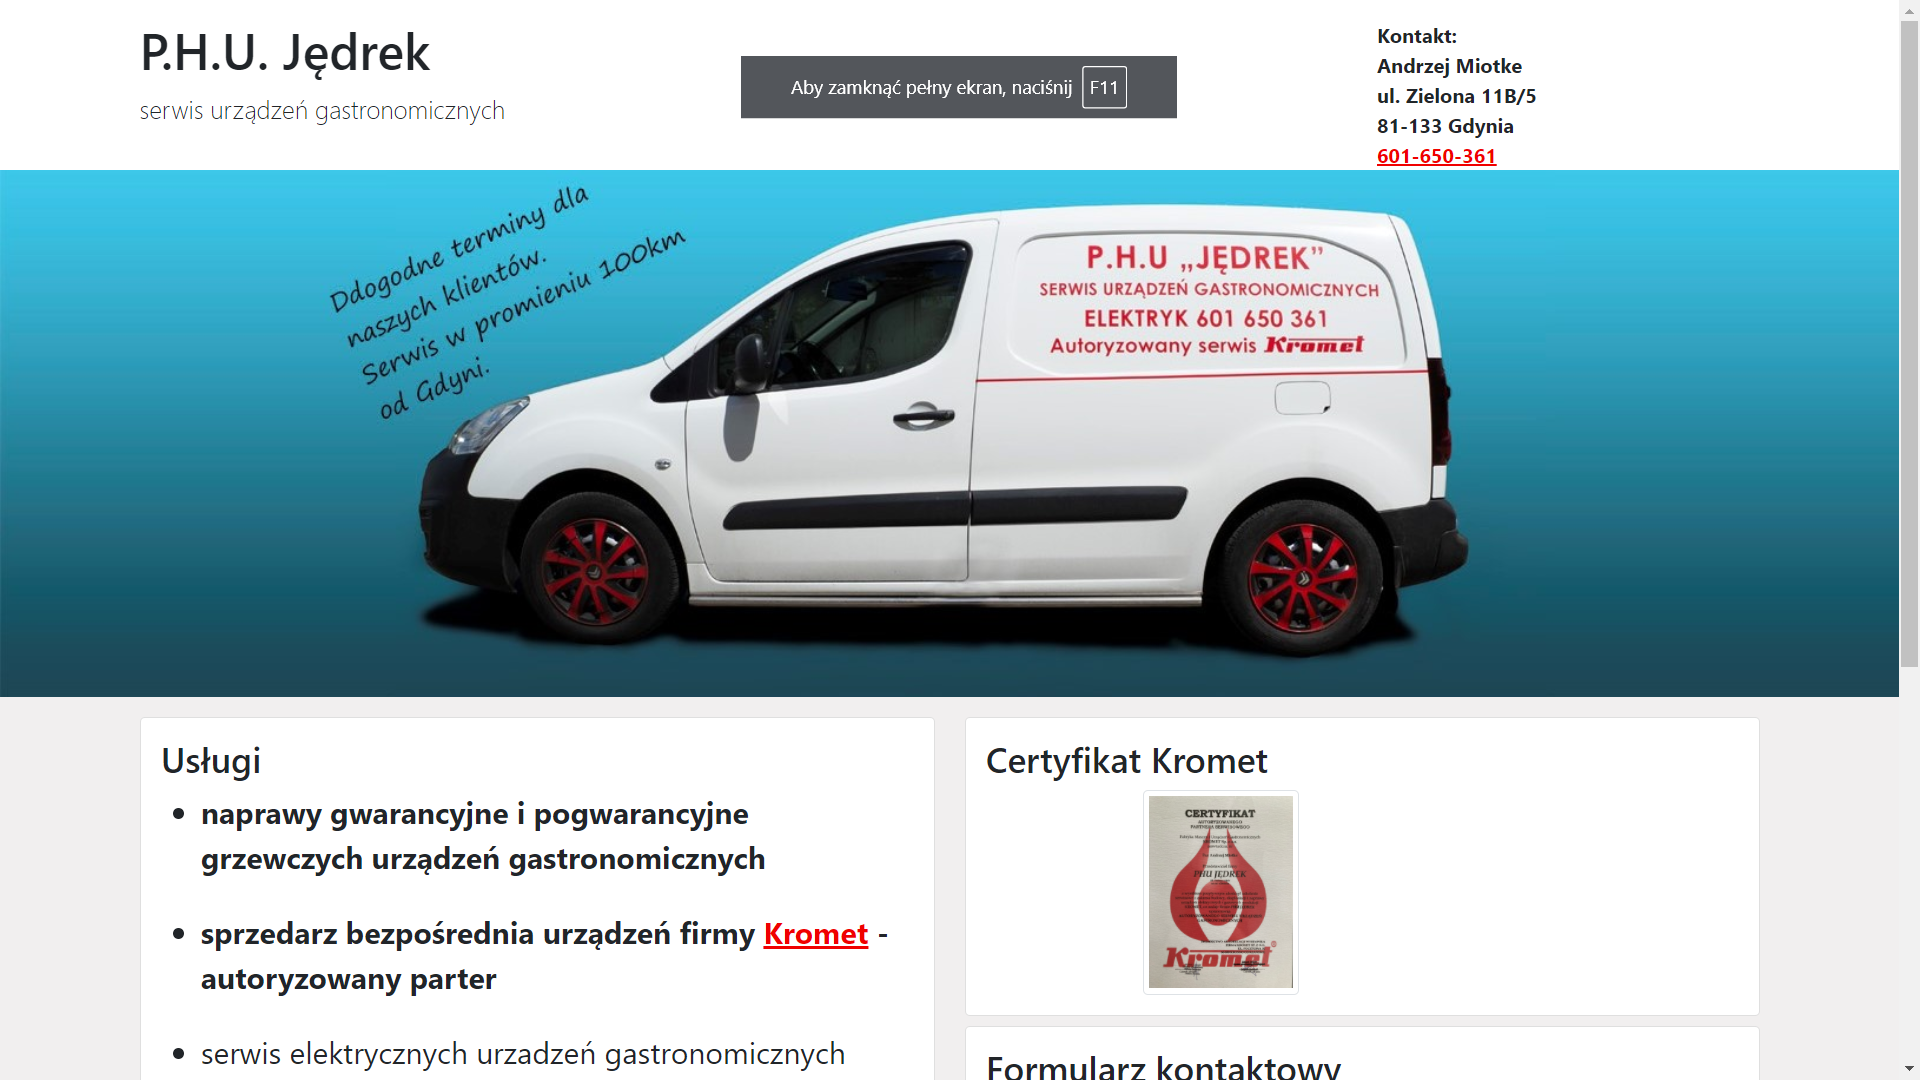 P.H.U. Jędrek
serwis urządzeń gastronomicznych
Aby zamknąć pełny ekran, naciśnij F11
Kontakt:
Andrzej Miotke
ul. Zielona 11B/5
81-133 Gdynia
601-650-361
Ddogodne terminy dla
naszych klientów.
Serwis w promieniu 100km
od Gdyni.
P.H.U „JĘDREK”
SERWIS URZĄDZEŃ GASTRONOMICZNYCH
ELEKTRYK 601 650 361
Autoryzowany serwis Kromet
Usługi
naprawy gwarancyjne i pogwarancyjne
grzewczych urządzeń gastronomicznych
sprzedarz bezpośrednia urządzeń firmy Kromet -
autoryzowany parter
serwis elektrycznych urzadzeń gastronomicznych
Certyfikat Kromet
CERTYFIKAT
AUTORYZOWANEGO
PARTNERA SERWISOWEGO
PHU JĘDREK
Kromet
Formularz kontaktowy